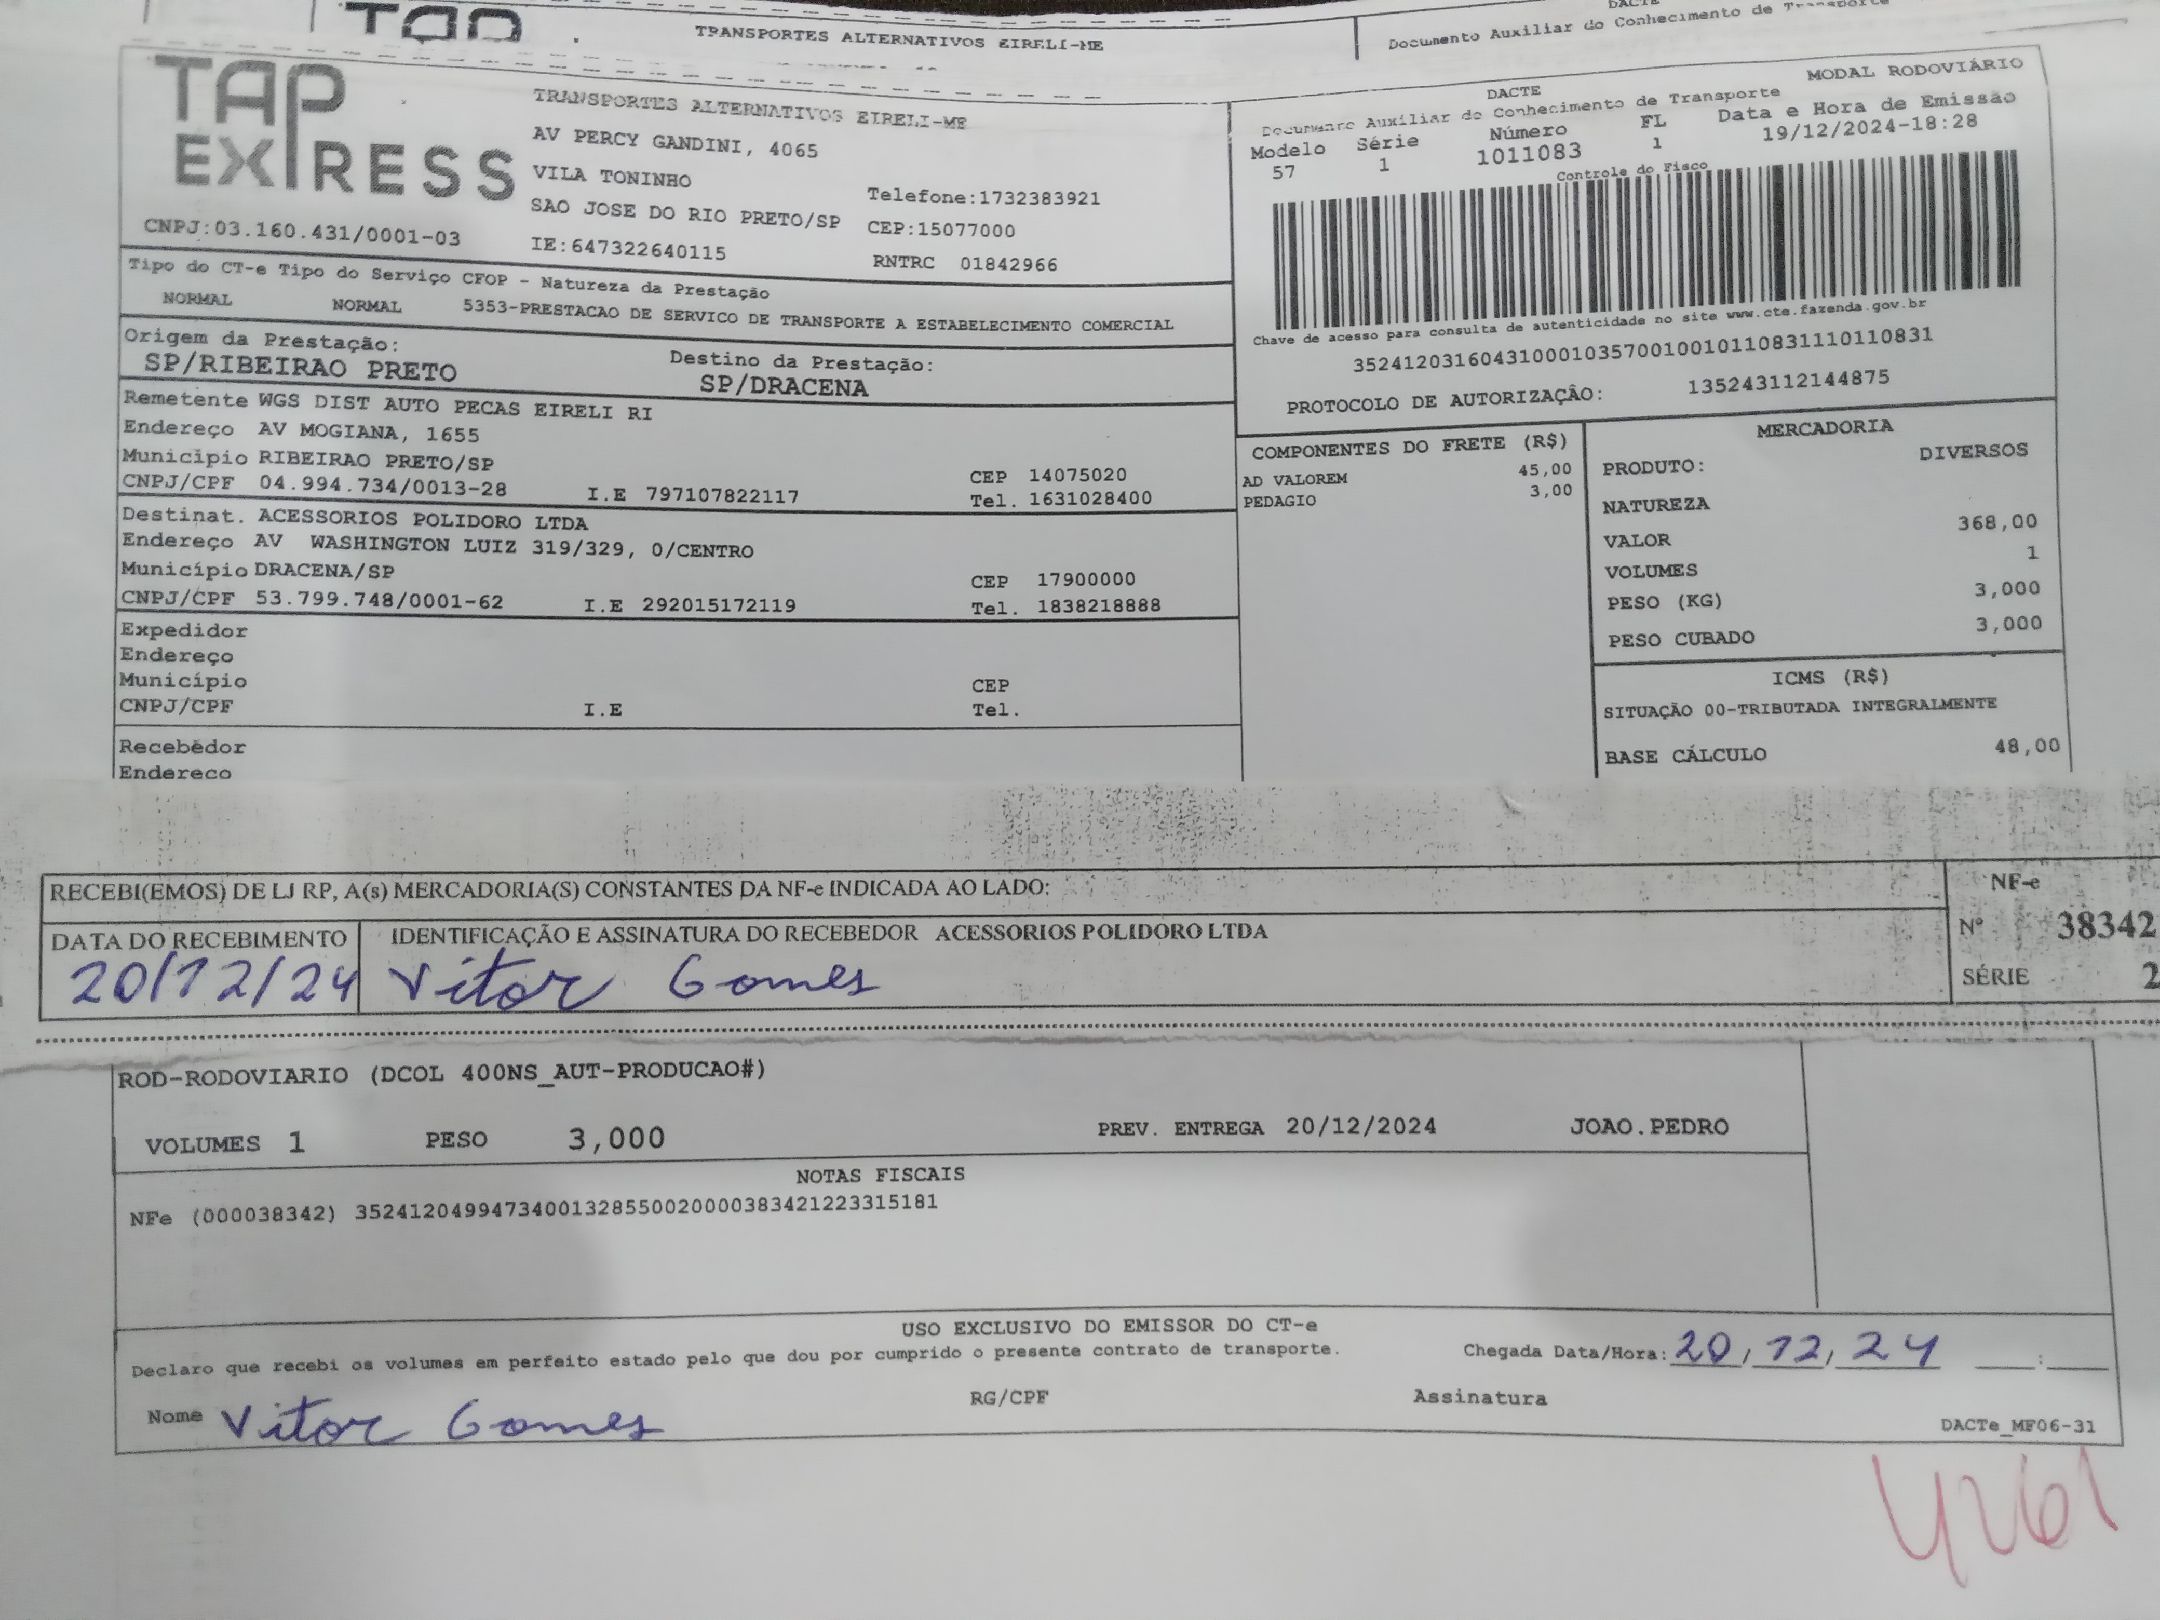 TAP
TRANSPORTES ALTERNATIVOS EIRELI-ME
DACTE
Documento Auxiliar do Conhecimento de Transporte
TAP EXPRESS
CNPJ:03.160.431/0001-03
TRANSPORTES ALTERNATIVOS EIRELI-ME
AV PERCY GANDINI, 4065
VILA TONINHO
SAO JOSE DO RIO PRETO/SP
IE:647322640115
Telefone:1732383921
CEP:15077000
RNTRC 01842966
DACTE
MODAL RODOVIÁRIO
Documento Auxiliar do Conhecimento de Transporte
Modelo Série Número FL Data e Hora de Emissão
57 1 1011083 1 19/12/2024-18:28
Controle do Fisco
Chave de acesso para consulta de autenticidade no site www.cte.fazenda.gov.br
35241203160431000103570010010110831110110831
PROTOCOLO DE AUTORIZAÇÃO: 135243112144875
Tipo do CT-e Tipo do Serviço CFOP - Natureza da Prestação
NORMAL NORMAL 5353-PRESTACAO DE SERVICO DE TRANSPORTE A ESTABELECIMENTO COMERCIAL
Origem da Prestação: Destino da Prestação:
SP/RIBEIRAO PRETO SP/DRACENA
Remetente WGS DIST AUTO PECAS EIRELI RI
Endereço AV MOGIANA, 1655
Município RIBEIRAO PRETO/SP CEP 14075020
CNPJ/CPF 04.994.734/0013-28 I.E 797107822117 Tel. 1631028400
Destinat. ACESSORIOS POLIDORO LTDA
Endereço AV WASHINGTON LUIZ 319/329, 0/CENTRO
Município DRACENA/SP CEP 17900000
CNPJ/CPF 53.799.748/0001-62 I.E 292015172119 Tel. 1838218888
Expedidor
Endereço
Município CEP
CNPJ/CPF I.E Tel.
Recebedor
Endereco
COMPONENTES DO FRETE (R$)
AD VALOREM 45,00
PEDAGIO 3,00
MERCADORIA
PRODUTO: DIVERSOS
NATUREZA
VALOR 368,00
VOLUMES 1
PESO (KG) 3,000
PESO CUBADO 3,000
ICMS (R$)
SITUAÇÃO 00-TRIBUTADA INTEGRALMENTE
BASE CÁLCULO 48,00
RECEBI(EMOS) DE LJ RP, A(s) MERCADORIA(S) CONSTANTES DA NF-e INDICADA AO LADO:
DATA DO RECEBIMENTO
20/12/24
IDENTIFICAÇÃO E ASSINATURA DO RECEBEDOR ACESSORIOS POLIDORO LTDA
Vitor Gomes
NF-e
Nº 38342
SÉRIE 2
ROD-RODOVIARIO (DCOL 400NS_AUT-PRODUCAO#)
VOLUMES 1 PESO 3,000 PREV. ENTREGA 20/12/2024 JOAO.PEDRO
NOTAS FISCAIS
NFe (000038342) 35241204994734001328550020000383421223315181
USO EXCLUSIVO DO EMISSOR DO CT-e
Declaro que recebi os volumes em perfeito estado pelo que dou por cumprido o presente contrato de transporte.
Chegada Data/Hora: 20/12/24 :
Nome Vitor Gomes RG/CPF Assinatura
DACTe_MF06-31
4261